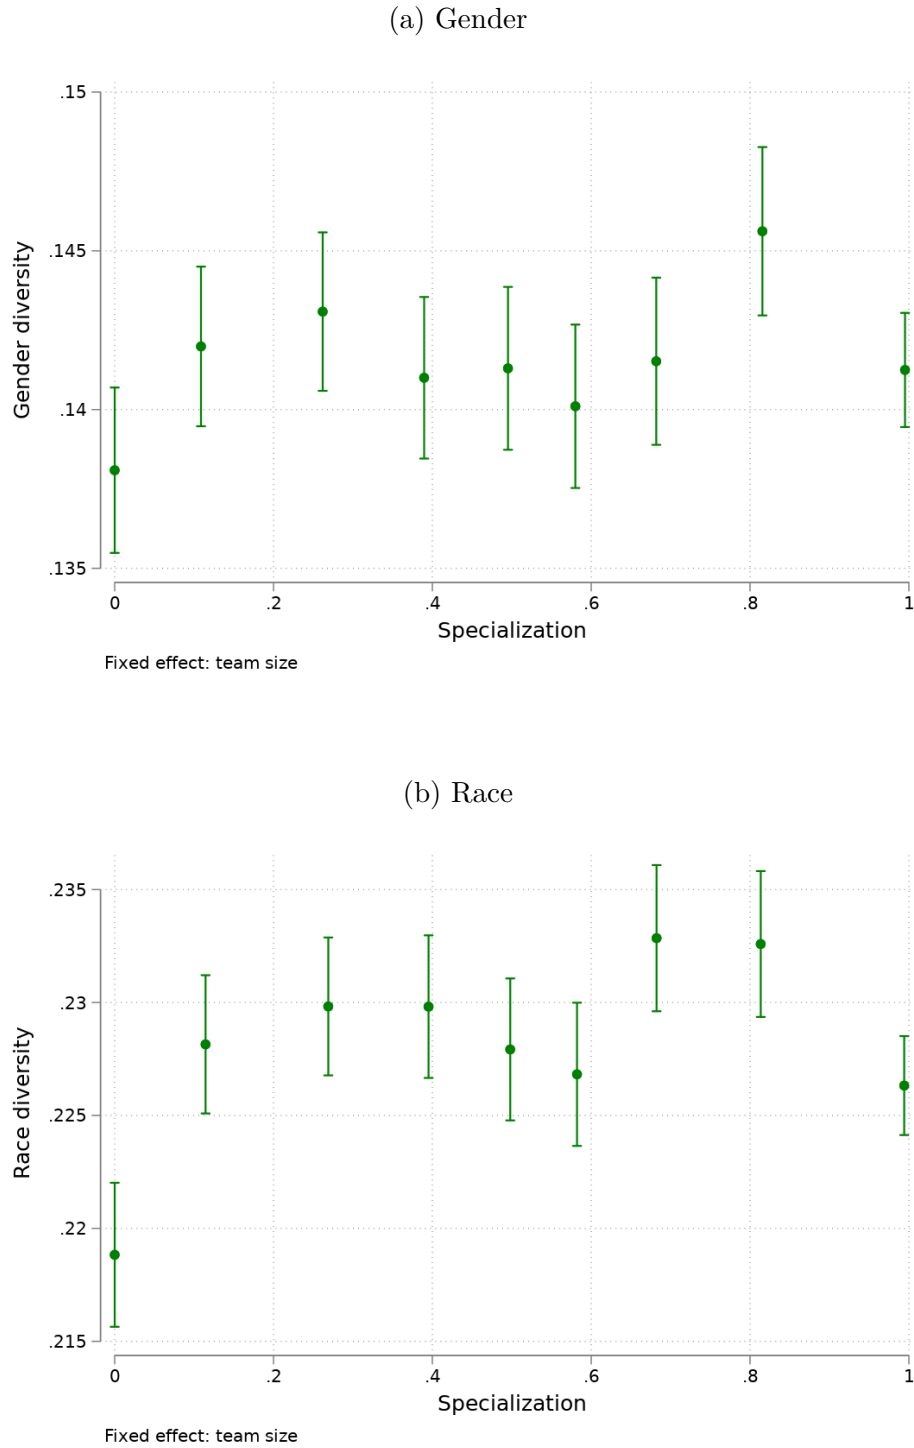 (a) Gender
.15
.145
.14
.135
Gender diversity
0 .2 .4 .6 .8 1
Specialization
Fixed effect: team size
(b) Race
.235
.23
.225
.22
.215
Race diversity
0 .2 .4 .6 .8 1
Specialization
Fixed effect: team size